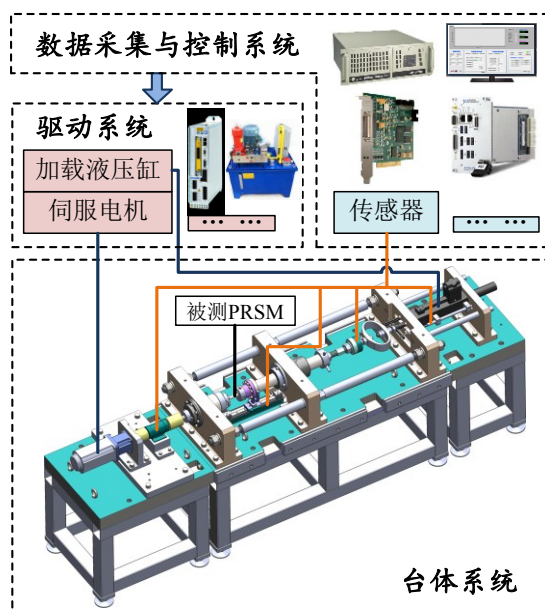 数据采集与控制系统
驱动系统
加载液压缸
伺服电机
传感器
被测PRSM
台体系统